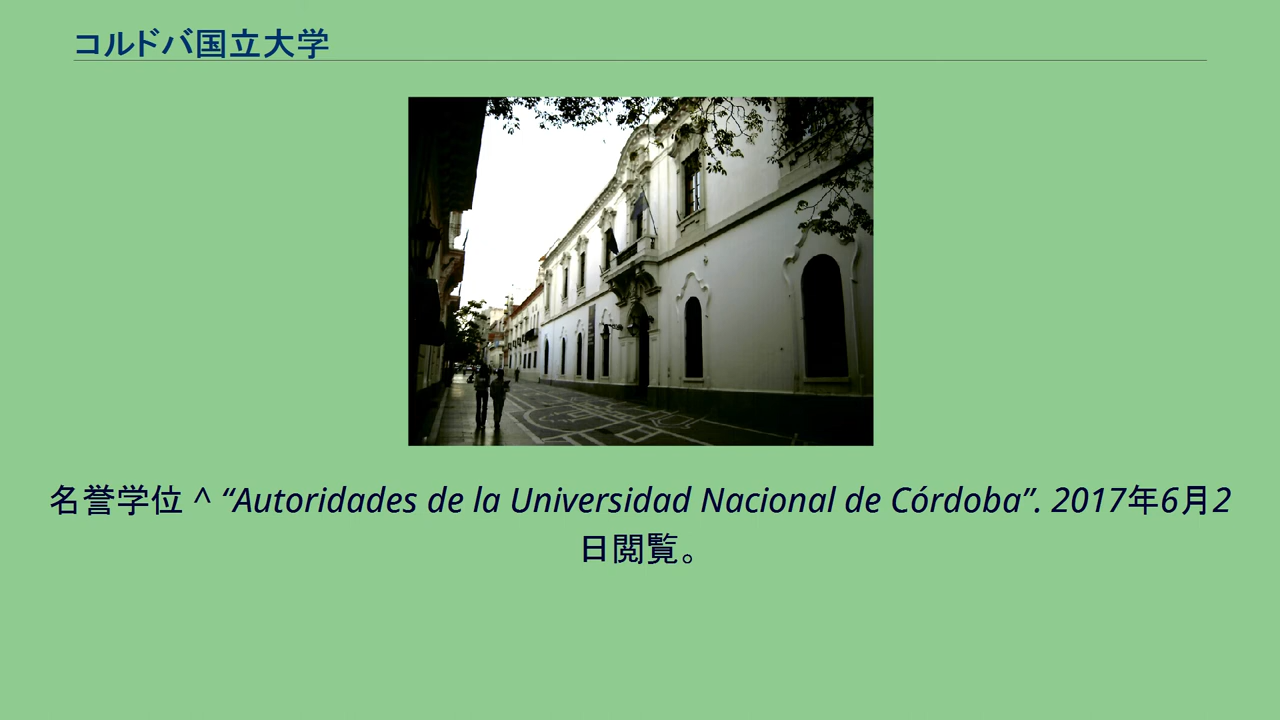 コルドバ国立大学
名誉学位 ^ “Autoridades de la Universidad Nacional de Córdoba”. 2017年6月2
日閲覧。